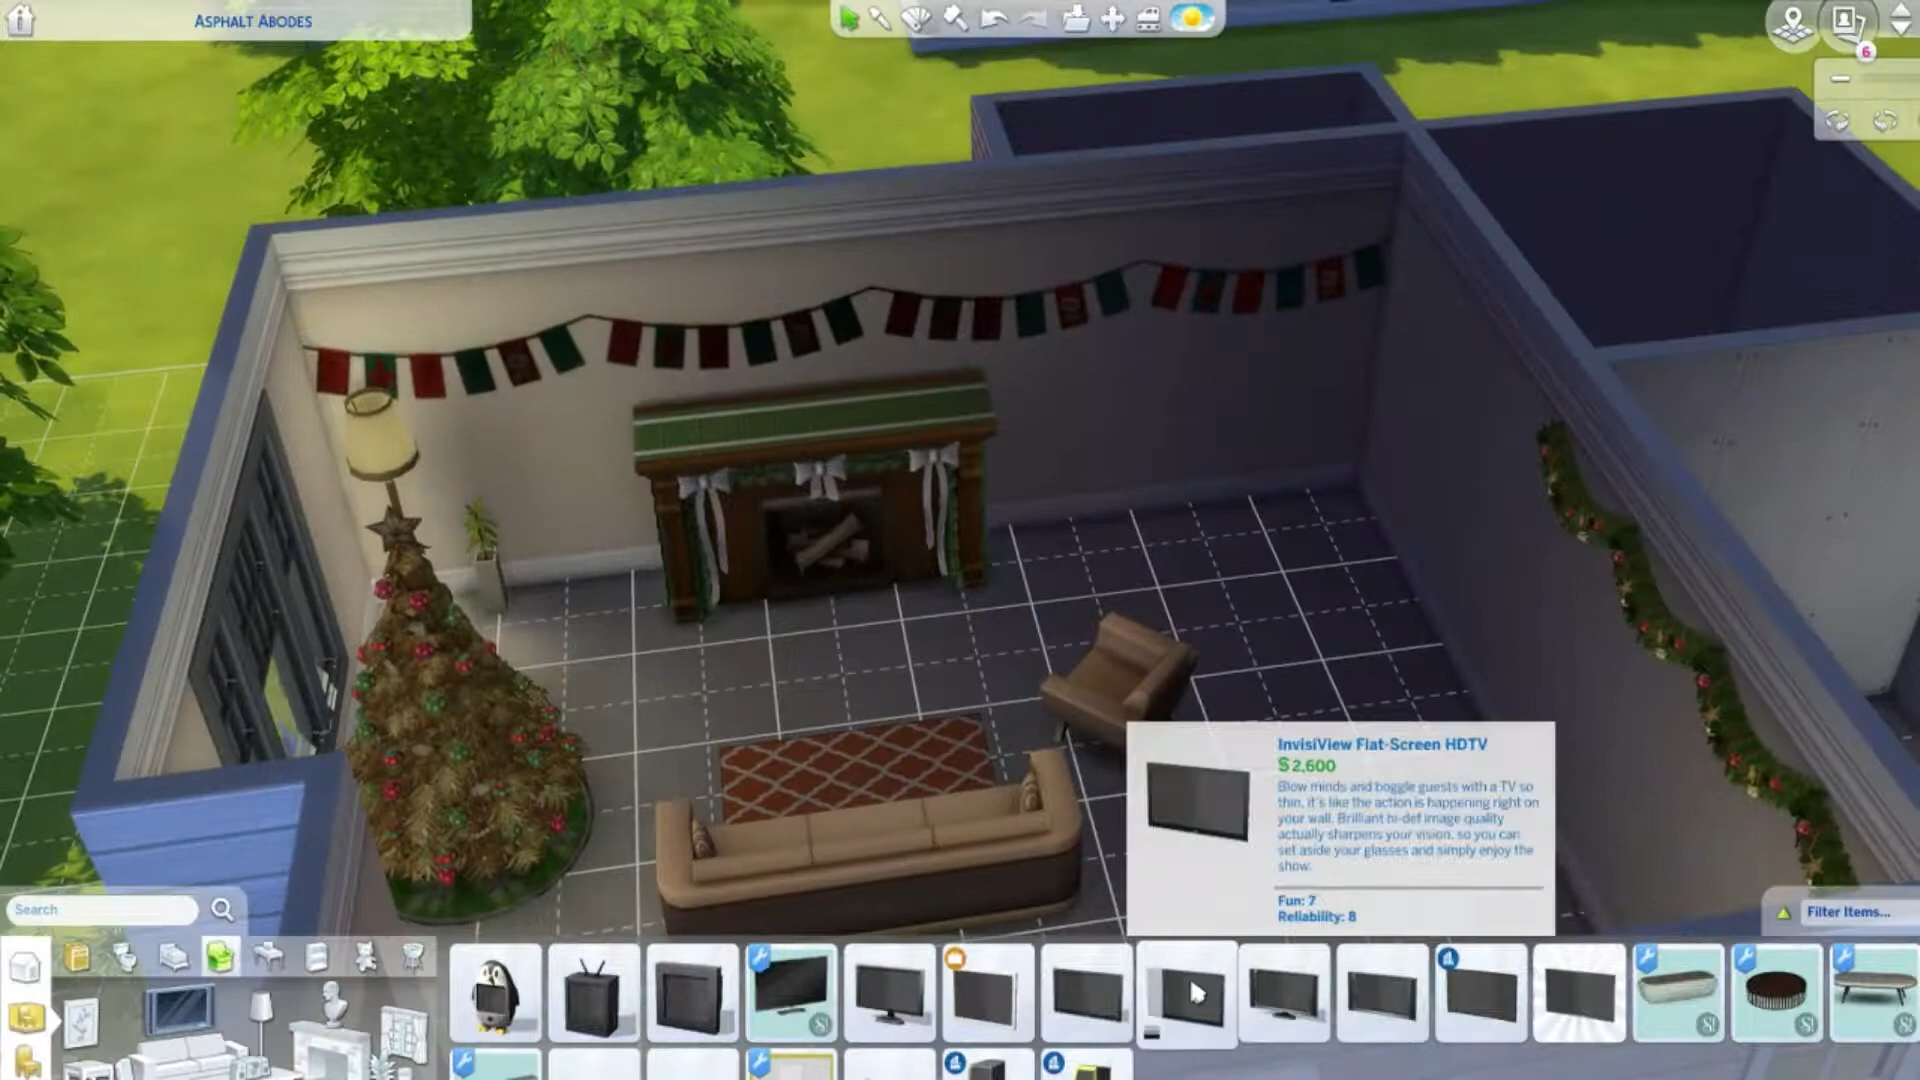 ASPHALT ABODES
6
InvisiView Flat-Screen HDTV
§2,600
Blow minds and boggle guests with a TV so
thin, it's like the action is happening right on
your wall. Brilliant hi-def image quality
actually sharpens your vision, so you can
set aside your glasses and simply enjoy the
show.
Fun: 7
Reliability: 8
Search
Filter Items...